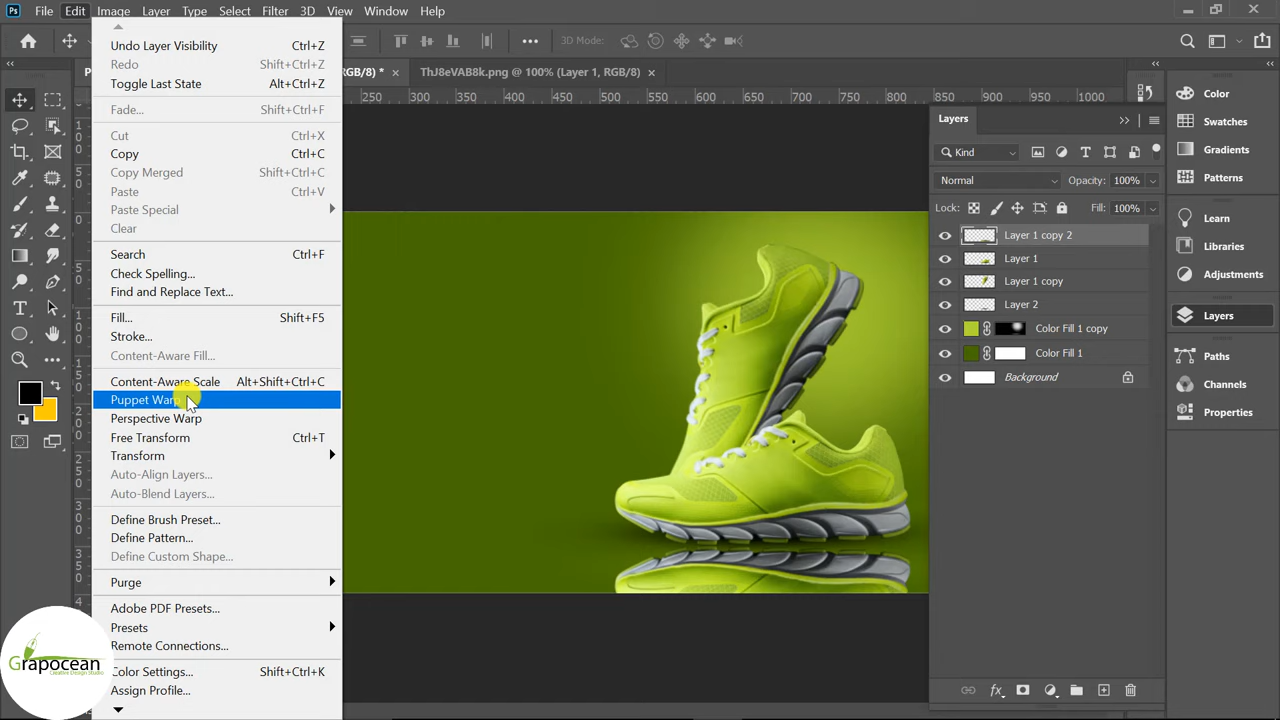 Ps File Edit Image Layer Type Select Filter 3D View Window Help
3D Mode:
RGB/8) * ThJ8eVAB8k.png @ 100% (Layer 1, RGB/8)
250 300 350 400 450 500 550 600 650 700 750 800 850 900 950 1000
Undo Layer Visibility Ctrl+Z
Redo Shift+Ctrl+Z
Toggle Last State Alt+Ctrl+Z
Fade...
Cut Ctrl+X
Copy Ctrl+C
Copy Merged Shift+Ctrl+C
Paste Ctrl+V
Paste Special
Clear
Search Ctrl+F
Check Spelling...
Find and Replace Text...
Fill... Shift+F5
Stroke...
Content-Aware Fill...
Content-Aware Scale Alt+Shift+Ctrl+C
Puppet Warp
Perspective Warp
Free Transform Ctrl+T
Transform
Auto-Align Layers...
Auto-Blend Layers...
Define Brush Preset...
Define Pattern...
Define Custom Shape...
Purge
Adobe PDF Presets...
Presets
Remote Connections...
Color Settings... Shift+Ctrl+K
Assign Profile...
Grapocean
Creative Design Studio
Layers
Kind
Normal Opacity: 100%
Lock: Fill: 100%
Layer 1 copy 2
Layer 1
Layer 1 copy
Layer 2
Color Fill 1 copy
Color Fill 1
Background
Color
Swatches
Gradients
Patterns
Learn
Libraries
Adjustments
Layers
Paths
Channels
Properties